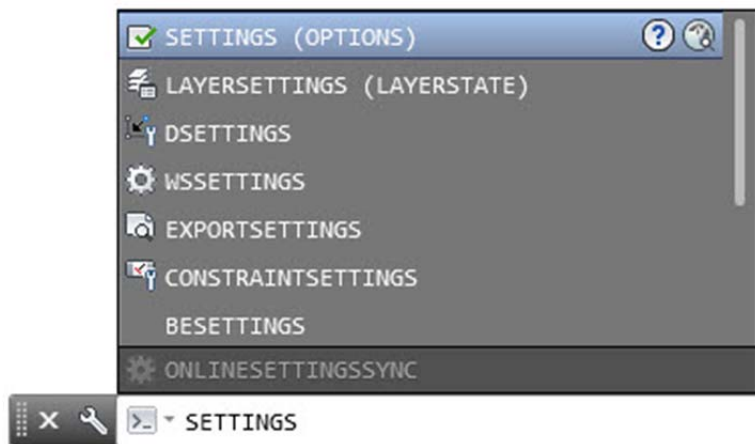 SETTINGS (OPTIONS)
LAYERSETTINGS (LAYERSTATE)
DSETTINGS
WSSETTINGS
EXPORTSETTINGS
CONSTRAINTSETTINGS
BESETTINGS
ONLINESETTINGSSYNC
SETTINGS